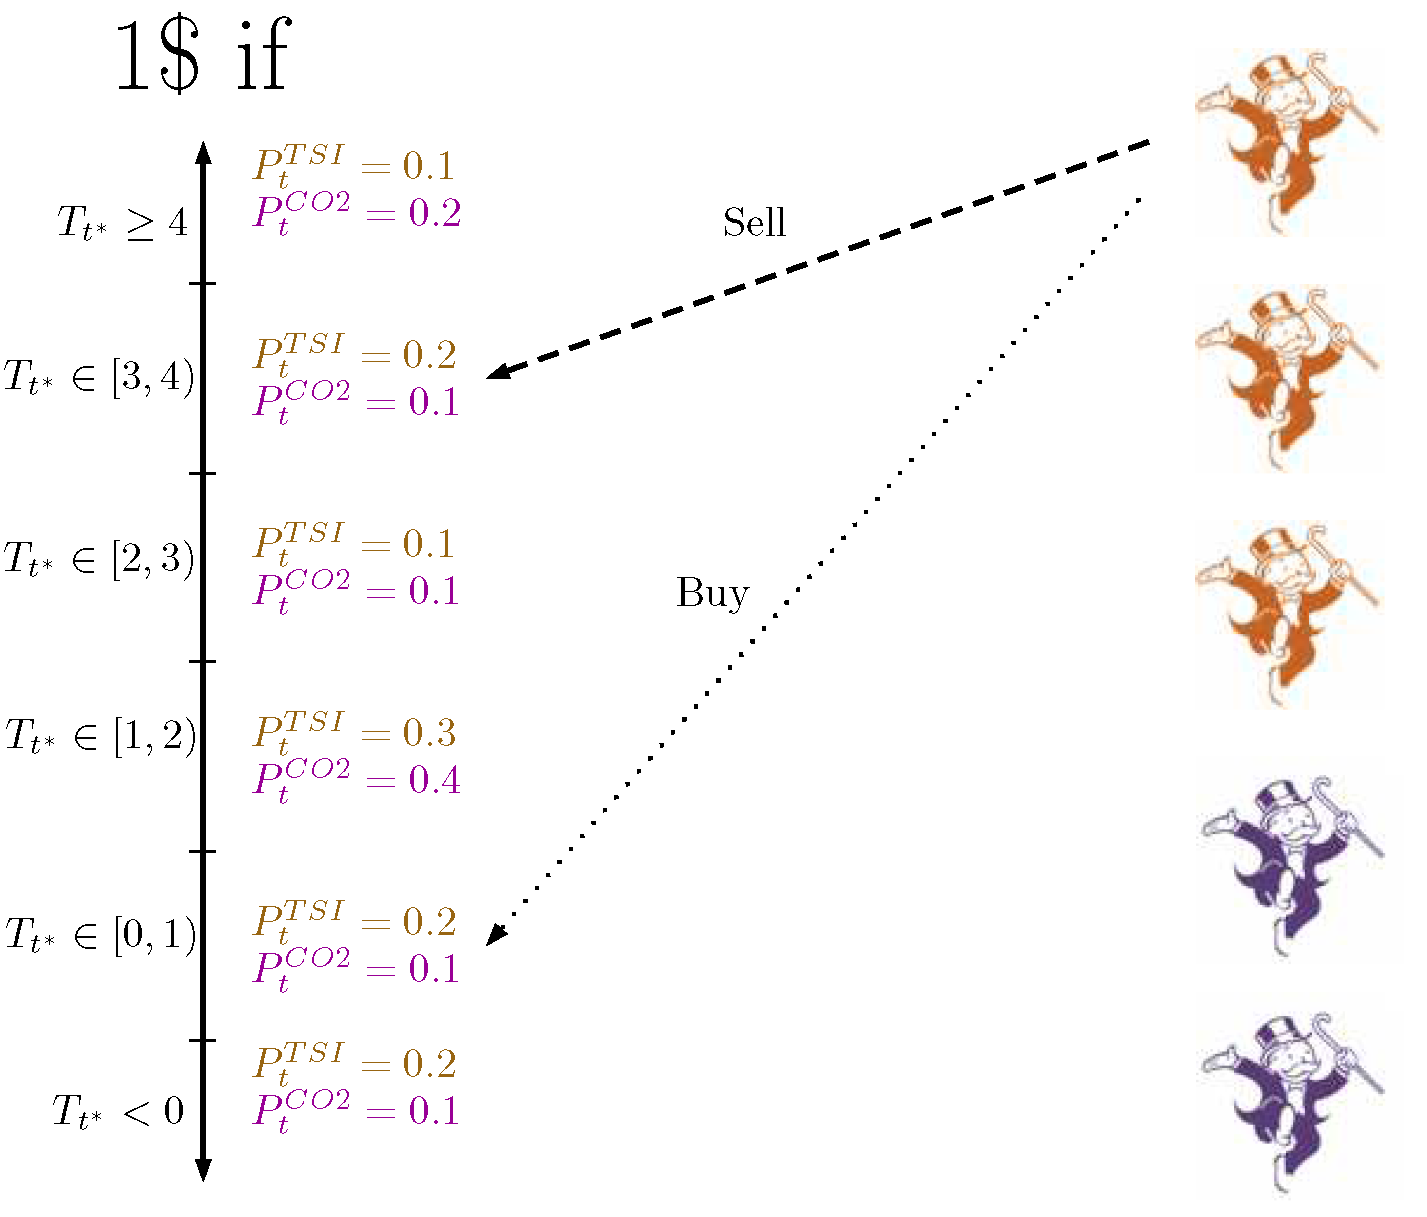 1$ if
P_t^{TSI} = 0.1
P_t^{CO2} = 0.2
T_{t*} ≥ 4
Sell
P_t^{TSI} = 0.2
T_{t*} ∈ [3, 4)
P_t^{CO2} = 0.1
P_t^{TSI} = 0.1
T_{t*} ∈ [2, 3)
P_t^{CO2} = 0.1
Buy
P_t^{TSI} = 0.3
T_{t*} ∈ [1, 2)
P_t^{CO2} = 0.4
P_t^{TSI} = 0.2
T_{t*} ∈ [0, 1)
P_t^{CO2} = 0.1
P_t^{TSI} = 0.2
T_{t*} < 0
P_t^{CO2} = 0.1